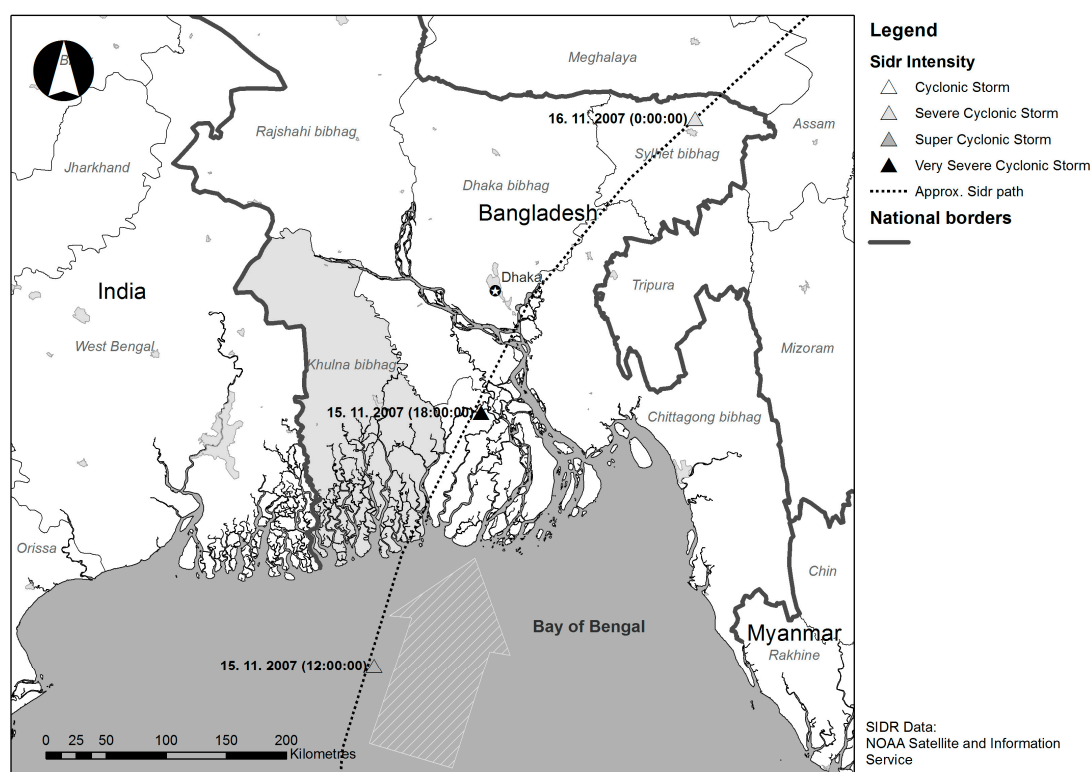 Meghalaya
16. 11. 2007 (0:00:00)
Assam
Rajshahi bibhag
Sylhet bibhag
Jharkhand
Dhaka bibhag
Bangladesh
Dhaka
India
Tripura
West Bengal
Mizoram
Khulna bibhag
15. 11. 2007 (18:00:00)
Chittagong bibhag
Orissa
Chin
Bay of Bengal
Myanmar
Rakhine
15. 11. 2007 (12:00:00)
0 25 50 100 150 200
Kilometres
Legend
Sidr Intensity
Cyclonic Storm
Severe Cyclonic Storm
Super Cyclonic Storm
Very Severe Cyclonic Storm
Approx. Sidr path
National borders
SIDR Data:
NOAA Satellite and Information
Service